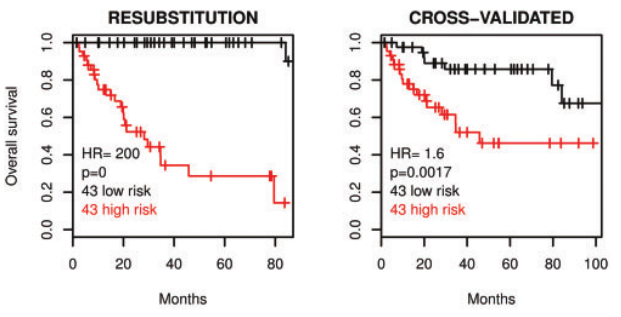 RESUBSTITUTION
Overall survival
1.0
0.8
0.6
0.4
0.2
0.0
HR= 200
p=0
43 low risk
43 high risk
0 20 40 60 80
Months
CROSS-VALIDATED
1.0
0.8
0.6
0.4
0.2
0.0
HR= 1.6
p=0.0017
43 low risk
43 high risk
0 20 40 60 80 100
Months